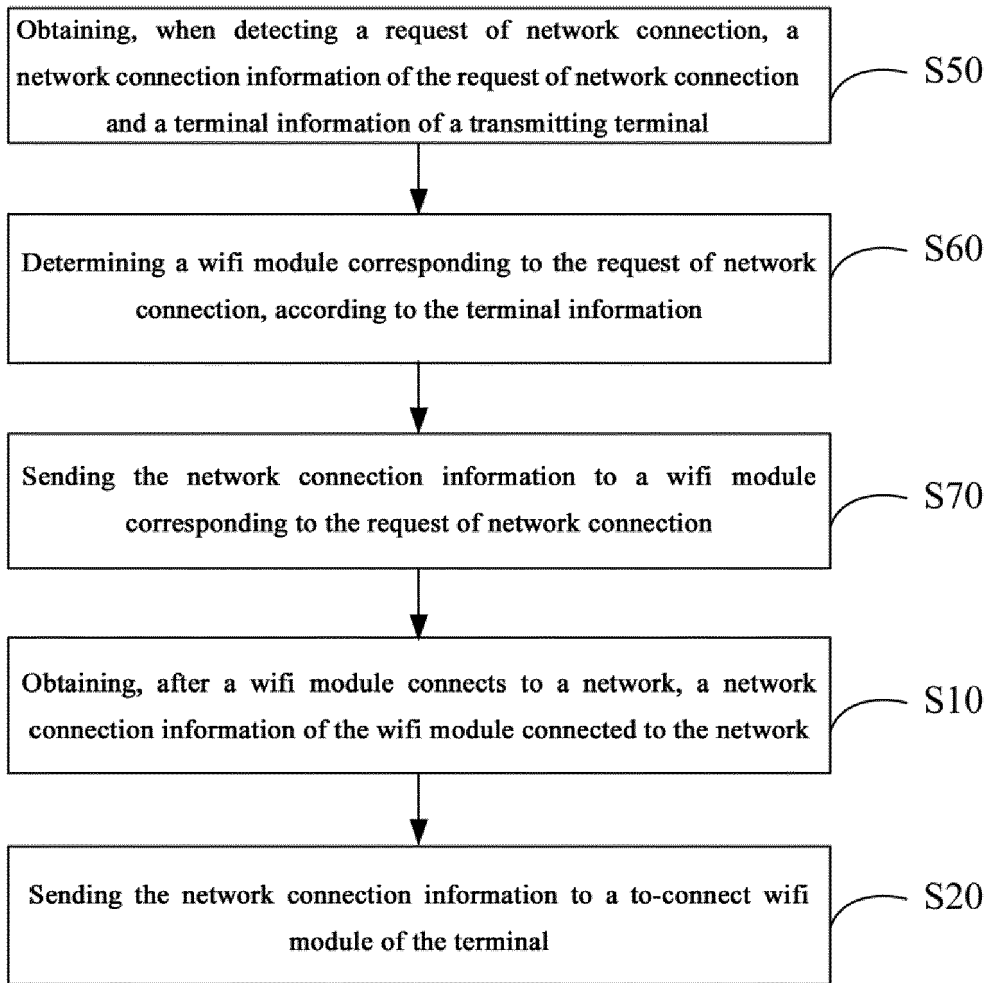 Obtaining, when detecting a request of network connection, a
network connection information of the request of network connection
and a terminal information of a transmitting terminal
S50
Determining a wifi module corresponding to the request of network
connection, according to the terminal information
S60
Sending the network connection information to a wifi module
corresponding to the request of network connection
S70
Obtaining, after a wifi module connects to a network, a network
connection information of the wifi module connected to the network
S10
Sending the network connection information to a to-connect wifi
module of the terminal
S20